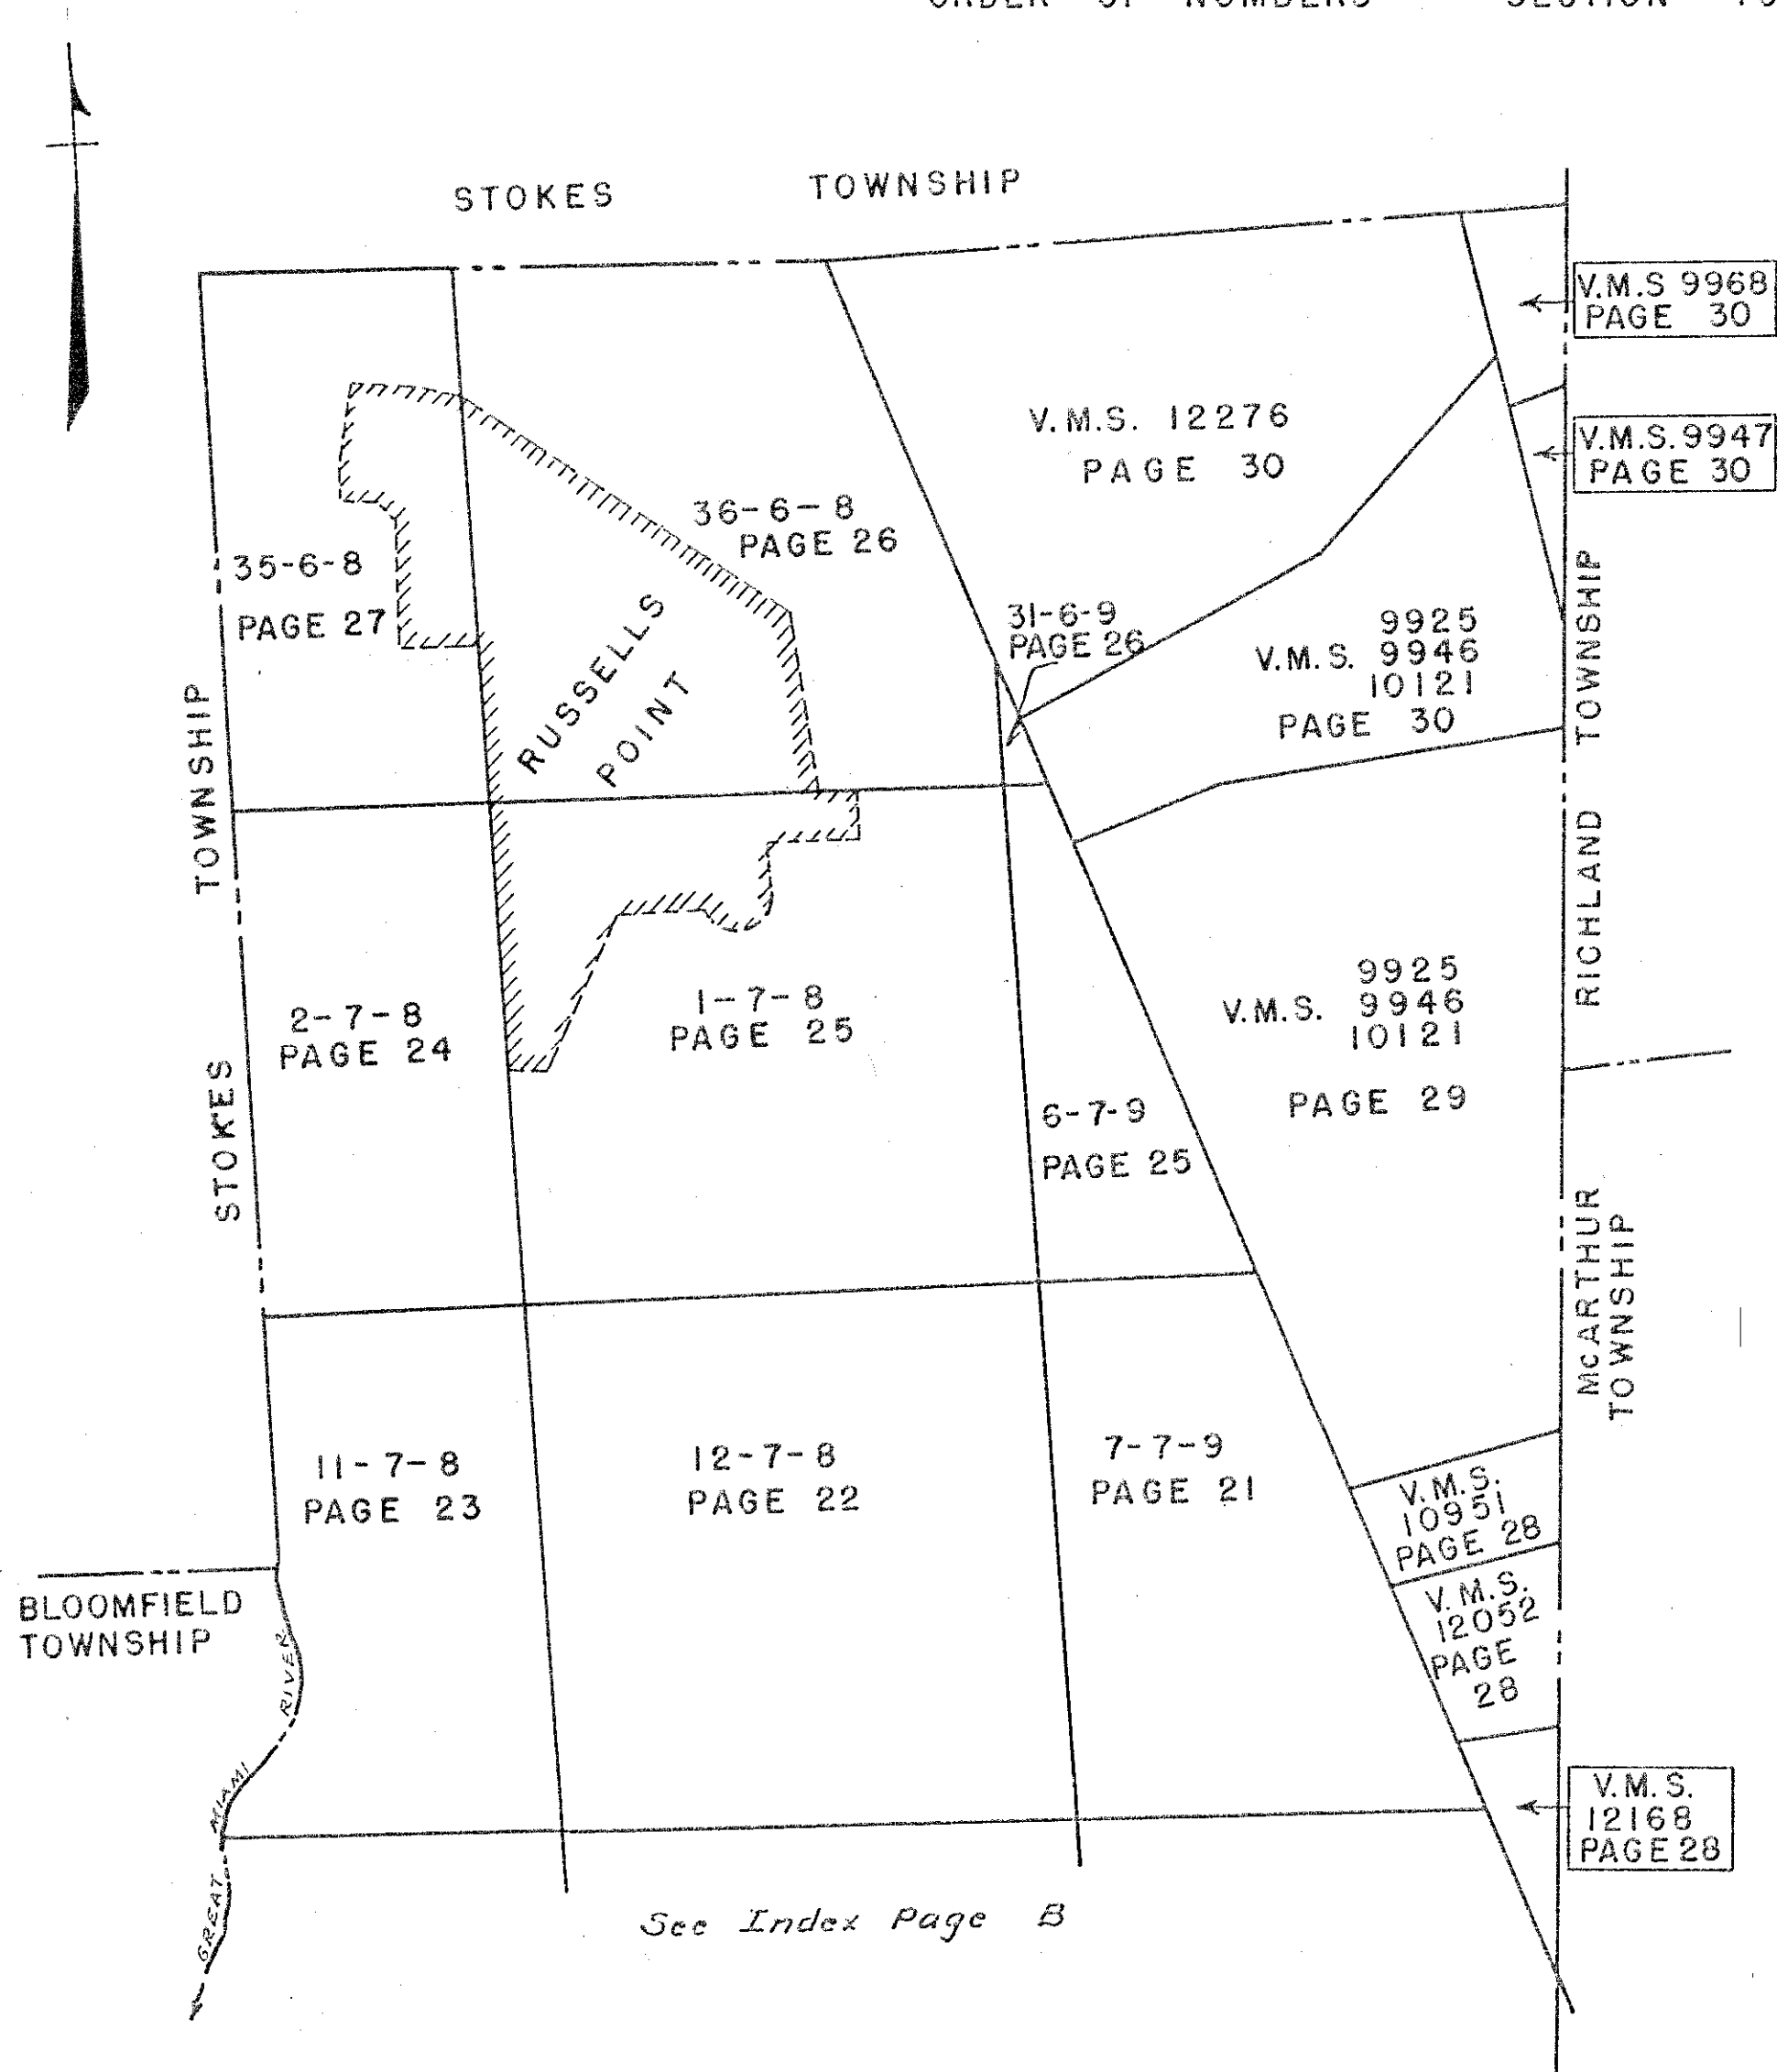 STOKES TOWNSHIP
V.M.S 9968
PAGE 30
V.M.S. 12276
PAGE 30
V.M.S. 9947
PAGE 30
36-6-8
PAGE 26
35-6-8
PAGE 27
RUSSELLS
POINT
31-6-9
PAGE 26
9925
V.M.S. 9946
10121
PAGE 30
STOKES TOWNSHIP
RICHLAND TOWNSHIP
2-7-8
PAGE 24
1-7-8
PAGE 25
9925
V.M.S. 9946
10121
PAGE 29
6-7-9
PAGE 25
McARTHUR
TOWNSHIP
11-7-8
PAGE 23
12-7-8
PAGE 22
7-7-9
PAGE 21
V.M.S.
10951
PAGE 28
V.M.S.
12052
PAGE
28
BLOOMFIELD
TOWNSHIP
GREAT MIAMI RIVER
V.M.S.
12168
PAGE 28
See Index Page B